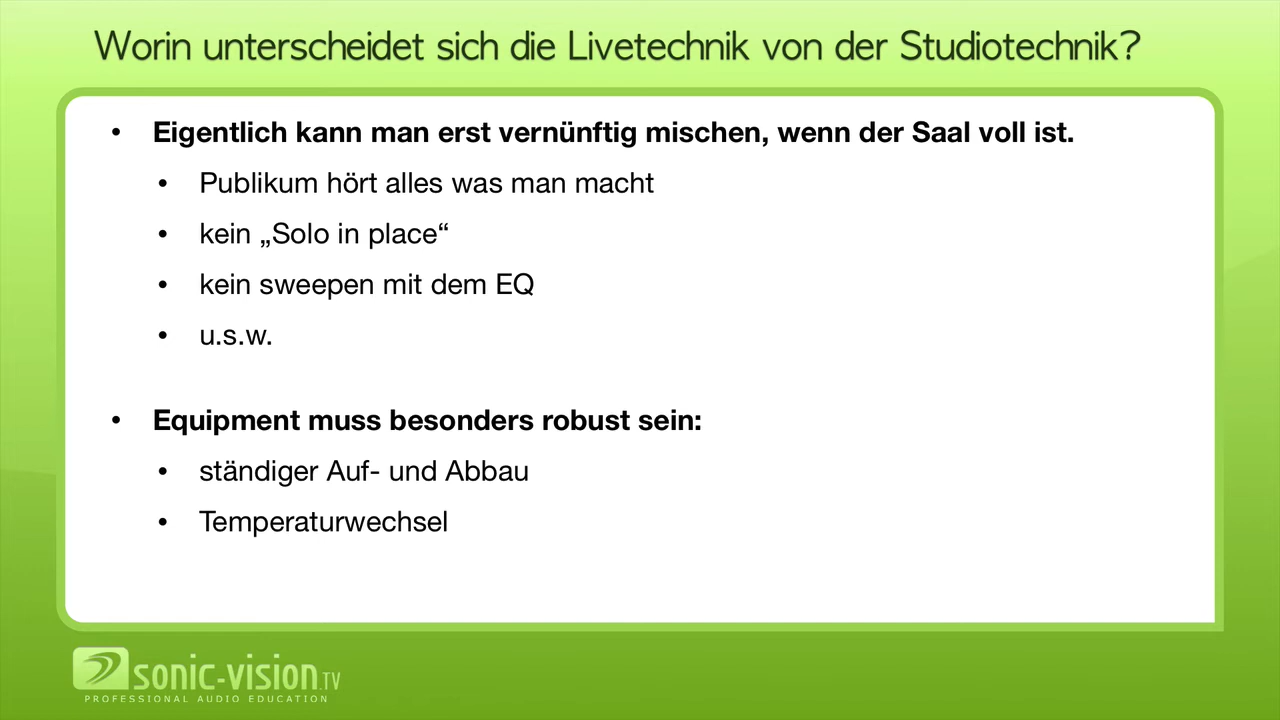 Worin unterscheidet sich die Livetechnik von der Studiotechnik?
• Eigentlich kann man erst vernünftig mischen, wenn der Saal voll ist.
• Publikum hört alles was man macht
• kein „Solo in place“
• kein sweepen mit dem EQ
• u.s.w.
• Equipment muss besonders robust sein:
• ständiger Auf- und Abbau
• Temperaturwechsel
sonic-vision.TV
PROFESSIONAL AUDIO EDUCATION